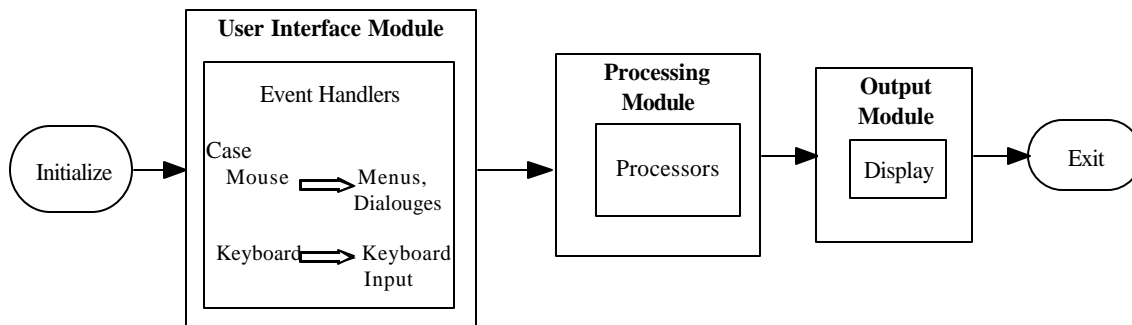 Initialize
User Interface Module
Event Handlers
Case
Mouse
Menus,
Dialouges
Keyboard
Keyboard
Input
Processing
Module
Processors
Output
Module
Display
Exit